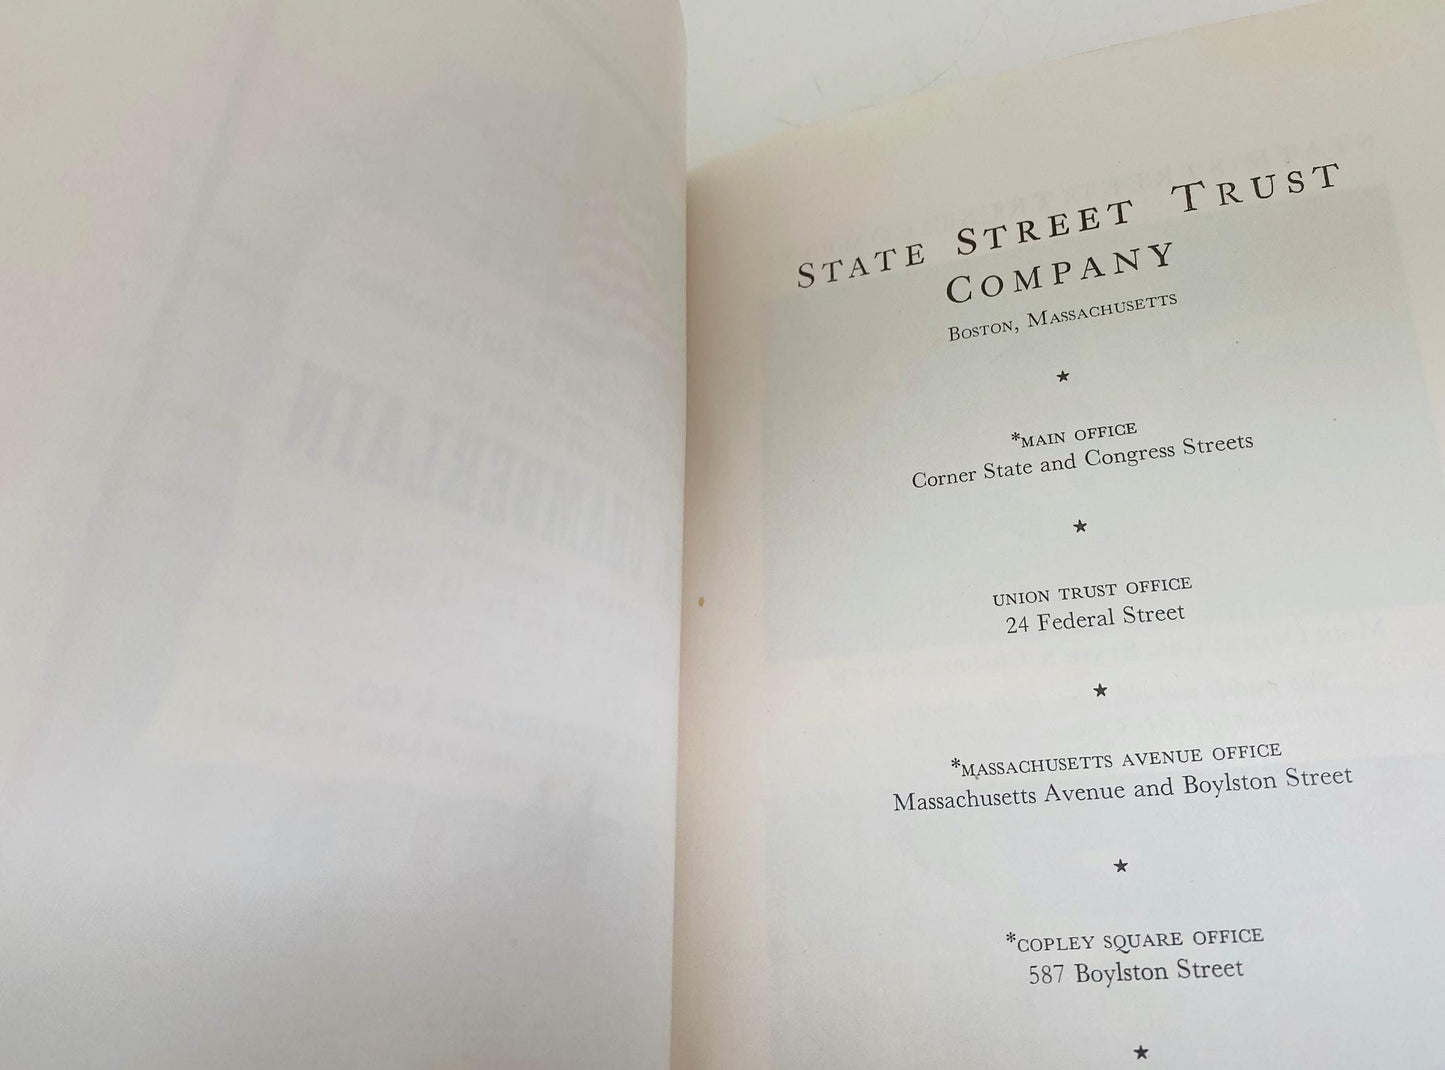 STATE STREET TRUST
COMPANY
BOSTON, MASSACHUSETTS
★
*MAIN OFFICE
Corner State and Congress Streets
★
UNION TRUST OFFICE
24 Federal Street
★
*MASSACHUSETTS AVENUE OFFICE
Massachusetts Avenue and Boylston Street
★
*COPLEY SQUARE OFFICE
587 Boylston Street
★
CHAMBERLAIN